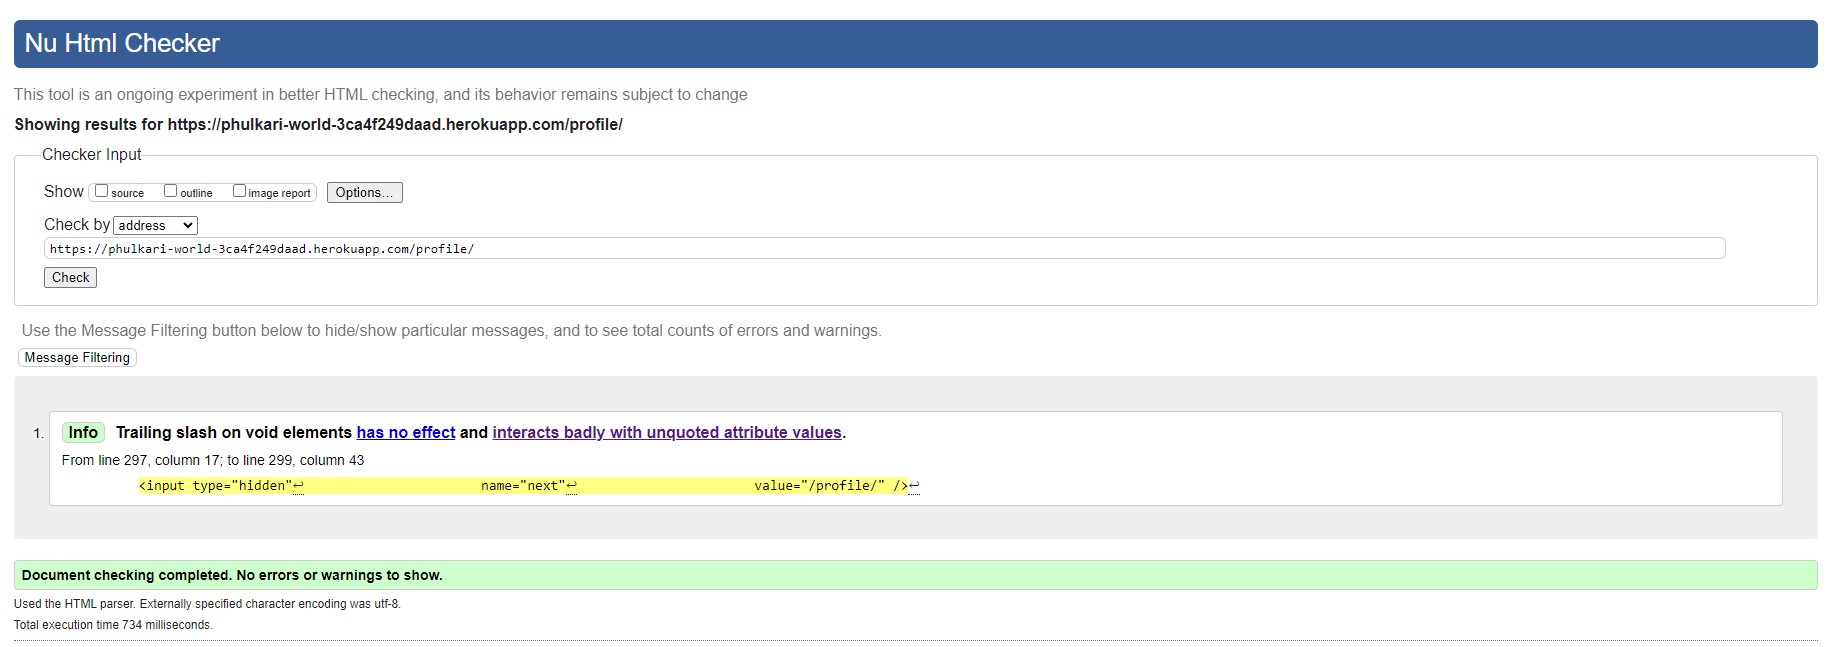 Nu Html Checker
This tool is an ongoing experiment in better HTML checking, and its behavior remains subject to change
Showing results for https://phulkari-world-3ca4f249daad.herokuapp.com/profile/
Checker Input
Show source outline image report Options...
Check by address
https://phulkari-world-3ca4f249daad.herokuapp.com/profile/
Check
Use the Message Filtering button below to hide/show particular messages, and to see total counts of errors and warnings.
Message Filtering
1. Info Trailing slash on void elements has no effect and interacts badly with unquoted attribute values.
From line 297, column 17; to line 299, column 43
<input type="hidden"↩ name="next"↩ value="/profile/" />↩
Document checking completed. No errors or warnings to show.
Used the HTML parser. Externally specified character encoding was utf-8.
Total execution time 734 milliseconds.